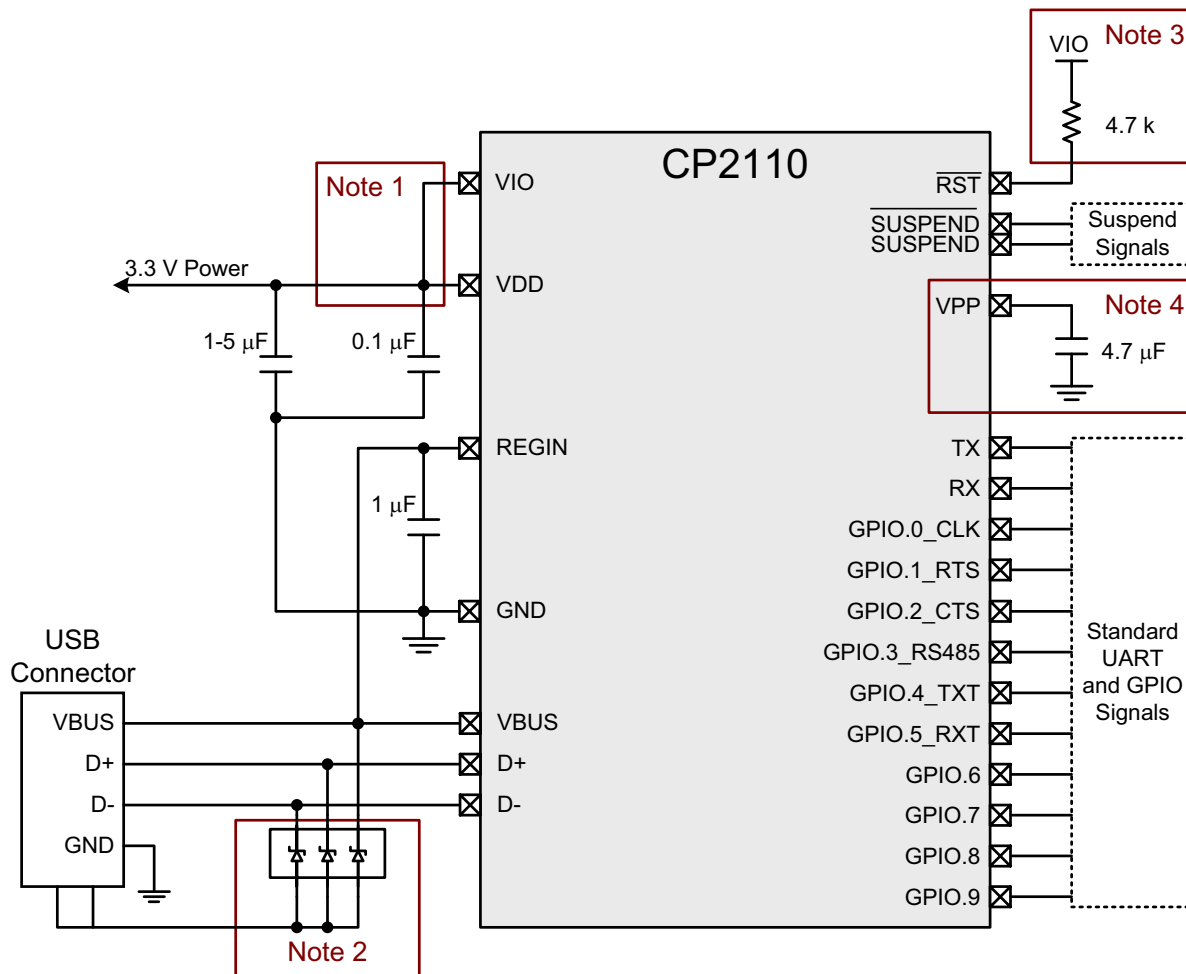 Note 3
VIO
4.7 k
CP2110
Note 1
VIO
RST
SUSPEND
SUSPEND
Suspend
Signals
3.3 V Power
VDD
VPP
Note 4
1-5 μF
0.1 μF
4.7 μF
REGIN
1 μF
GND
TX
RX
GPIO.0_CLK
GPIO.1_RTS
GPIO.2_CTS
GPIO.3_RS485
GPIO.4_TXT
GPIO.5_RXT
GPIO.6
GPIO.7
GPIO.8
GPIO.9
Standard
UART
and GPIO
Signals
USB
Connector
VBUS
D+
D-
GND
VBUS
D+
D-
Note 2